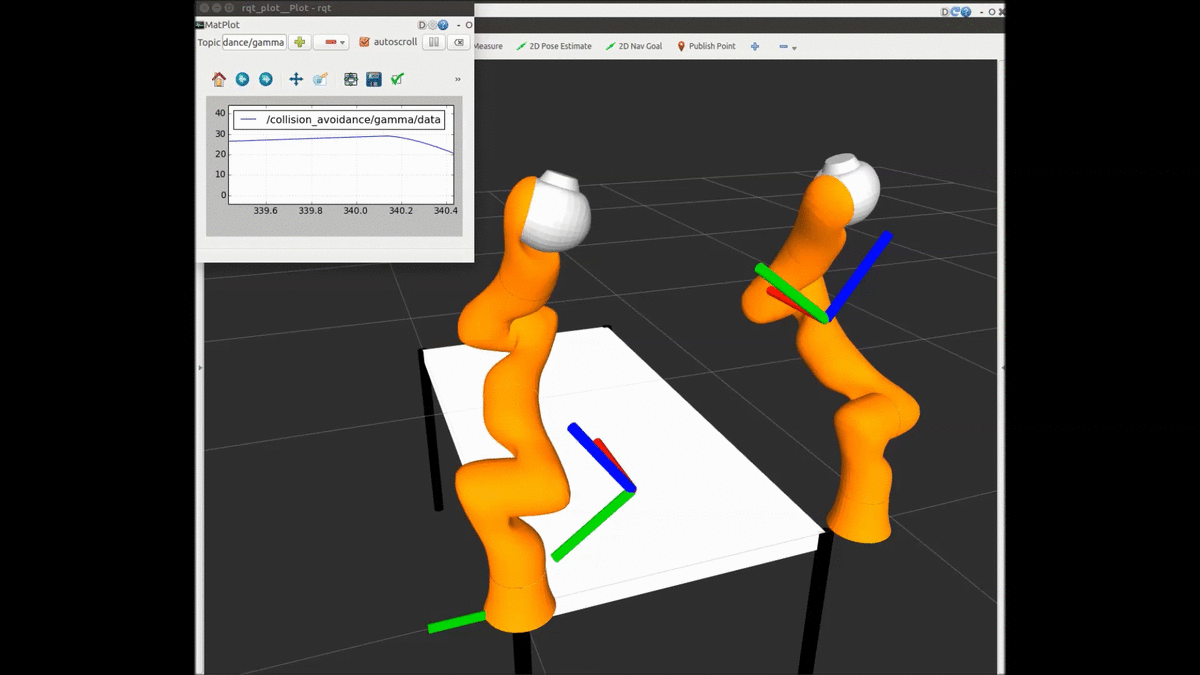 rqt_plot__Plot - rqt
MatPlot
D - O
Topic dance/gamma autoscroll
Measure 2D Pose Estimate 2D Nav Goal Publish Point
»
/collision_avoidance/gamma/data
40
30
20
10
0
339.6 339.8 340.0 340.2 340.4